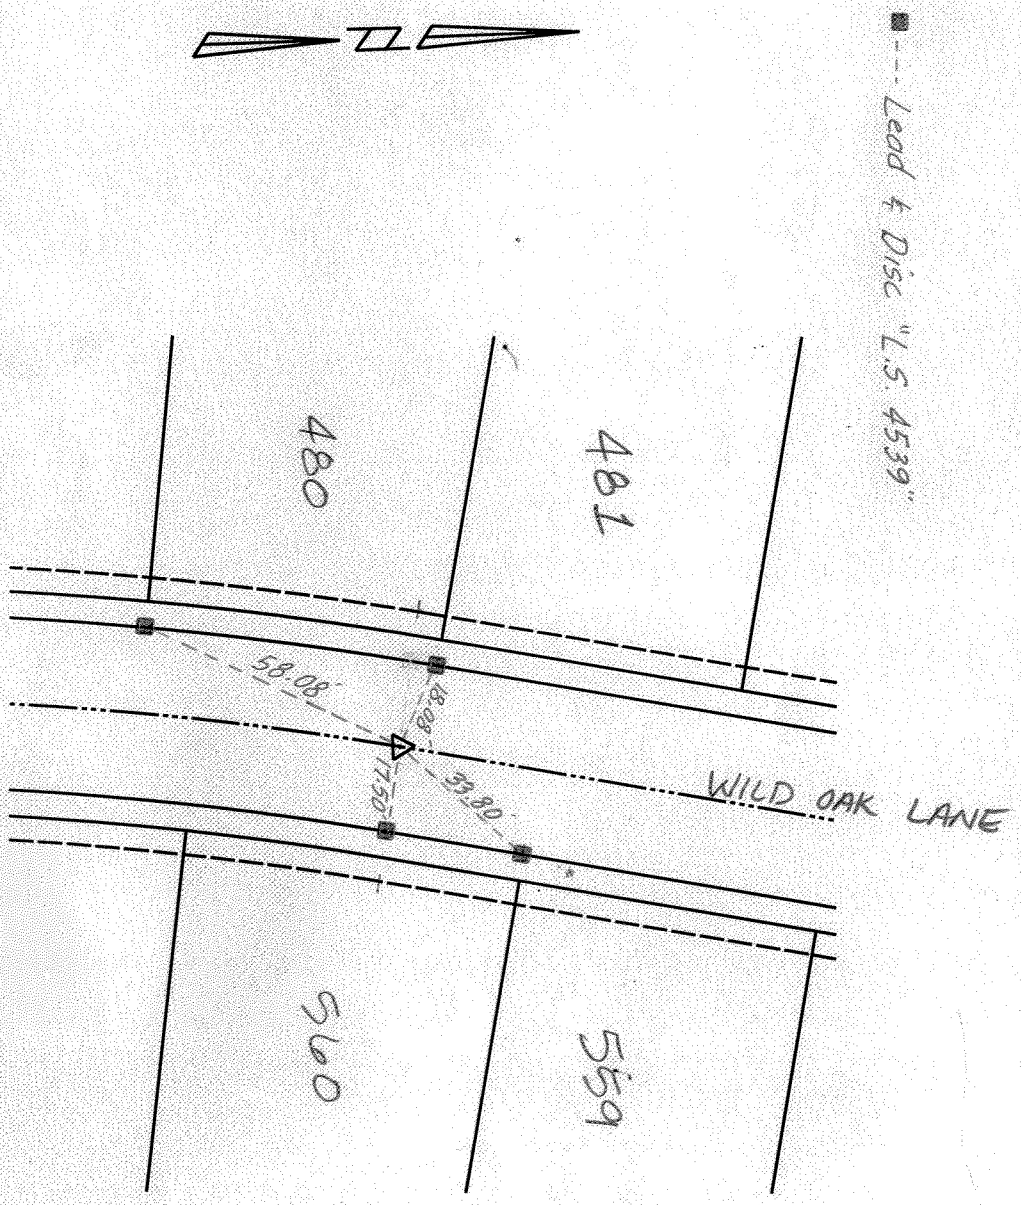 N
--- Lead & Disc "L.S. 4539"
480
481
58.08'
18.08'
17.50'
33.80'
WILD OAK LANE
560
559